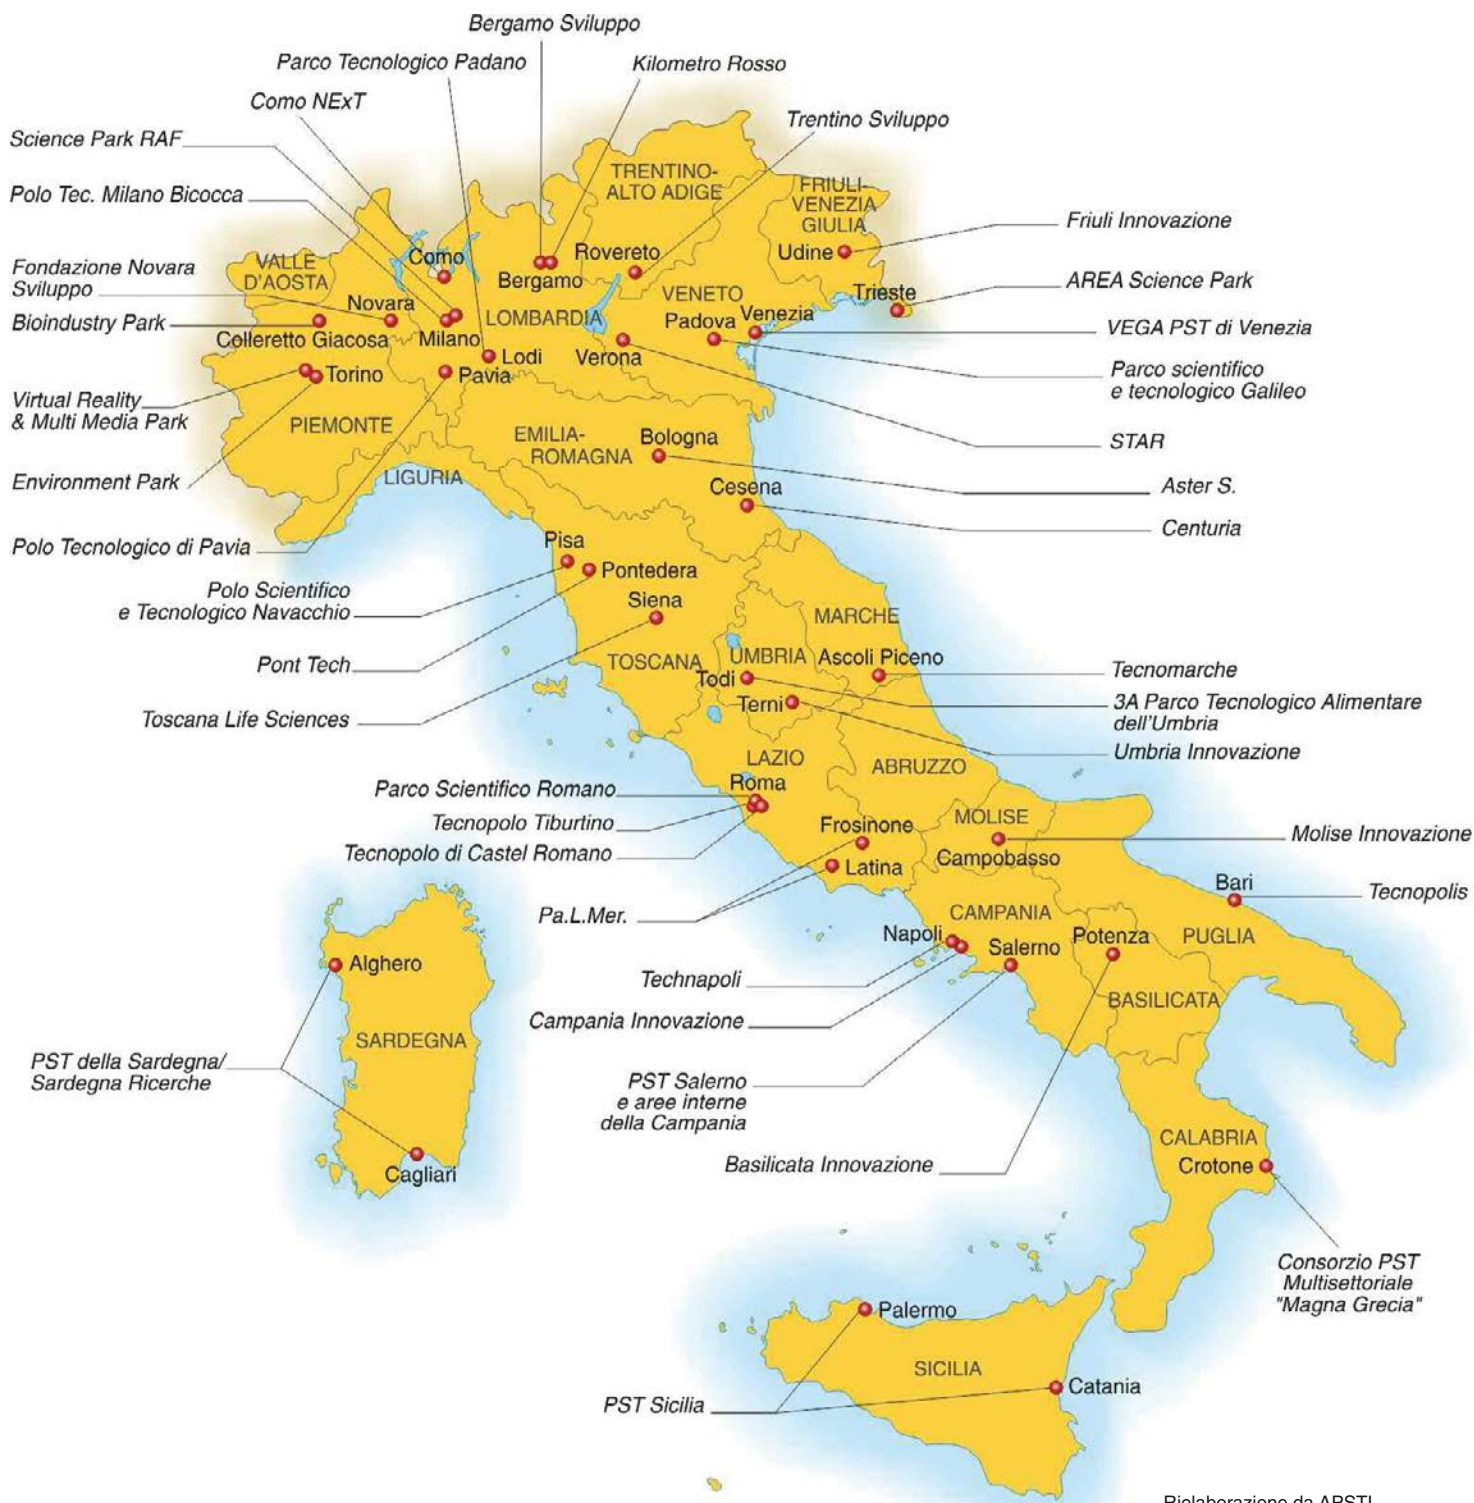 Bergamo Sviluppo
Parco Tecnologico Padano
Kilometro Rosso
Como NExT
Trentino Sviluppo
Science Park RAF
TRENTINO-
ALTO ADIGE
FRIULI-
VENEZIA
GIULIA
Polo Tec. Milano Bicocca
Friuli Innovazione
Udine
Rovereto
Como
VALLE
D'AOSTA
Bergamo
Fondazione Novara
Sviluppo
AREA Science Park
Trieste
VENETO
Novara
Venezia
LOMBARDIA
Padova
Bioindustry Park
VEGA PST di Venezia
Colleretto Giacosa
Milano
Lodi
Verona
Parco scientifico
e tecnologico Galileo
Torino
Pavia
Virtual Reality
& Multi Media Park
PIEMONTE
EMILIA-
ROMAGNA
Bologna
STAR
Environment Park
LIGURIA
Aster S.
Cesena
Centuria
Polo Tecnologico di Pavia
Pisa
Pontedera
Polo Scientifico
e Tecnologico Navacchio
Siena
MARCHE
Pont Tech
TOSCANA
UMBRIA
Ascoli Piceno
Tecnomarche
Todi
Terni
3A Parco Tecnologico Alimentare
dell'Umbria
Toscana Life Sciences
Umbria Innovazione
LAZIO
ABRUZZO
Roma
Parco Scientifico Romano
Tecnopolo Tiburtino
MOLISE
Frosinone
Molise Innovazione
Tecnopolo di Castel Romano
Campobasso
Latina
Bari
Tecnopolis
Pa.L.Mer.
CAMPANIA
Napoli
Salerno
Potenza
PUGLIA
Alghero
Technapoli
BASILICATA
Campania Innovazione
SARDEGNA
PST della Sardegna/
Sardegna Ricerche
PST Salerno
e aree interne
della Campania
CALABRIA
Crotone
Basilicata Innovazione
Cagliari
Consorzio PST
Multisettoriale
"Magna Grecia"
Palermo
SICILIA
Catania
PST Sicilia
Rielaborazione da APSTI